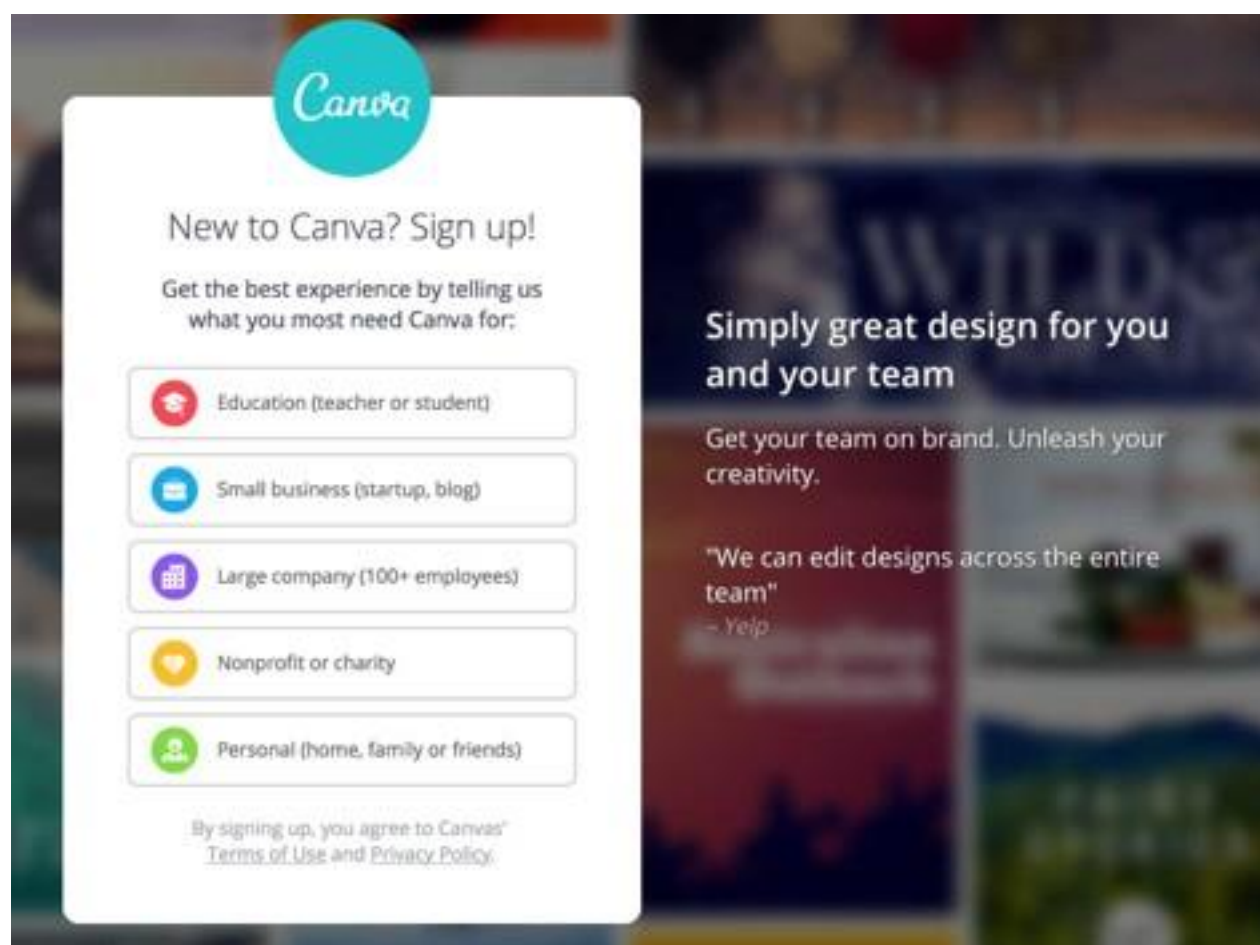 Canva
New to Canva? Sign up!
Get the best experience by telling us
what you most need Canva for:
Education (teacher or student)
Small business (startup, blog)
Large company (100+ employees)
Nonprofit or charity
Personal (home, family or friends)
By signing up, you agree to Canvas'
Terms of Use and Privacy Policy.
WILD &
Simply great design for you
and your team
Get your team on brand. Unleash your
creativity.
"We can edit designs across the entire
team"
– Yelp